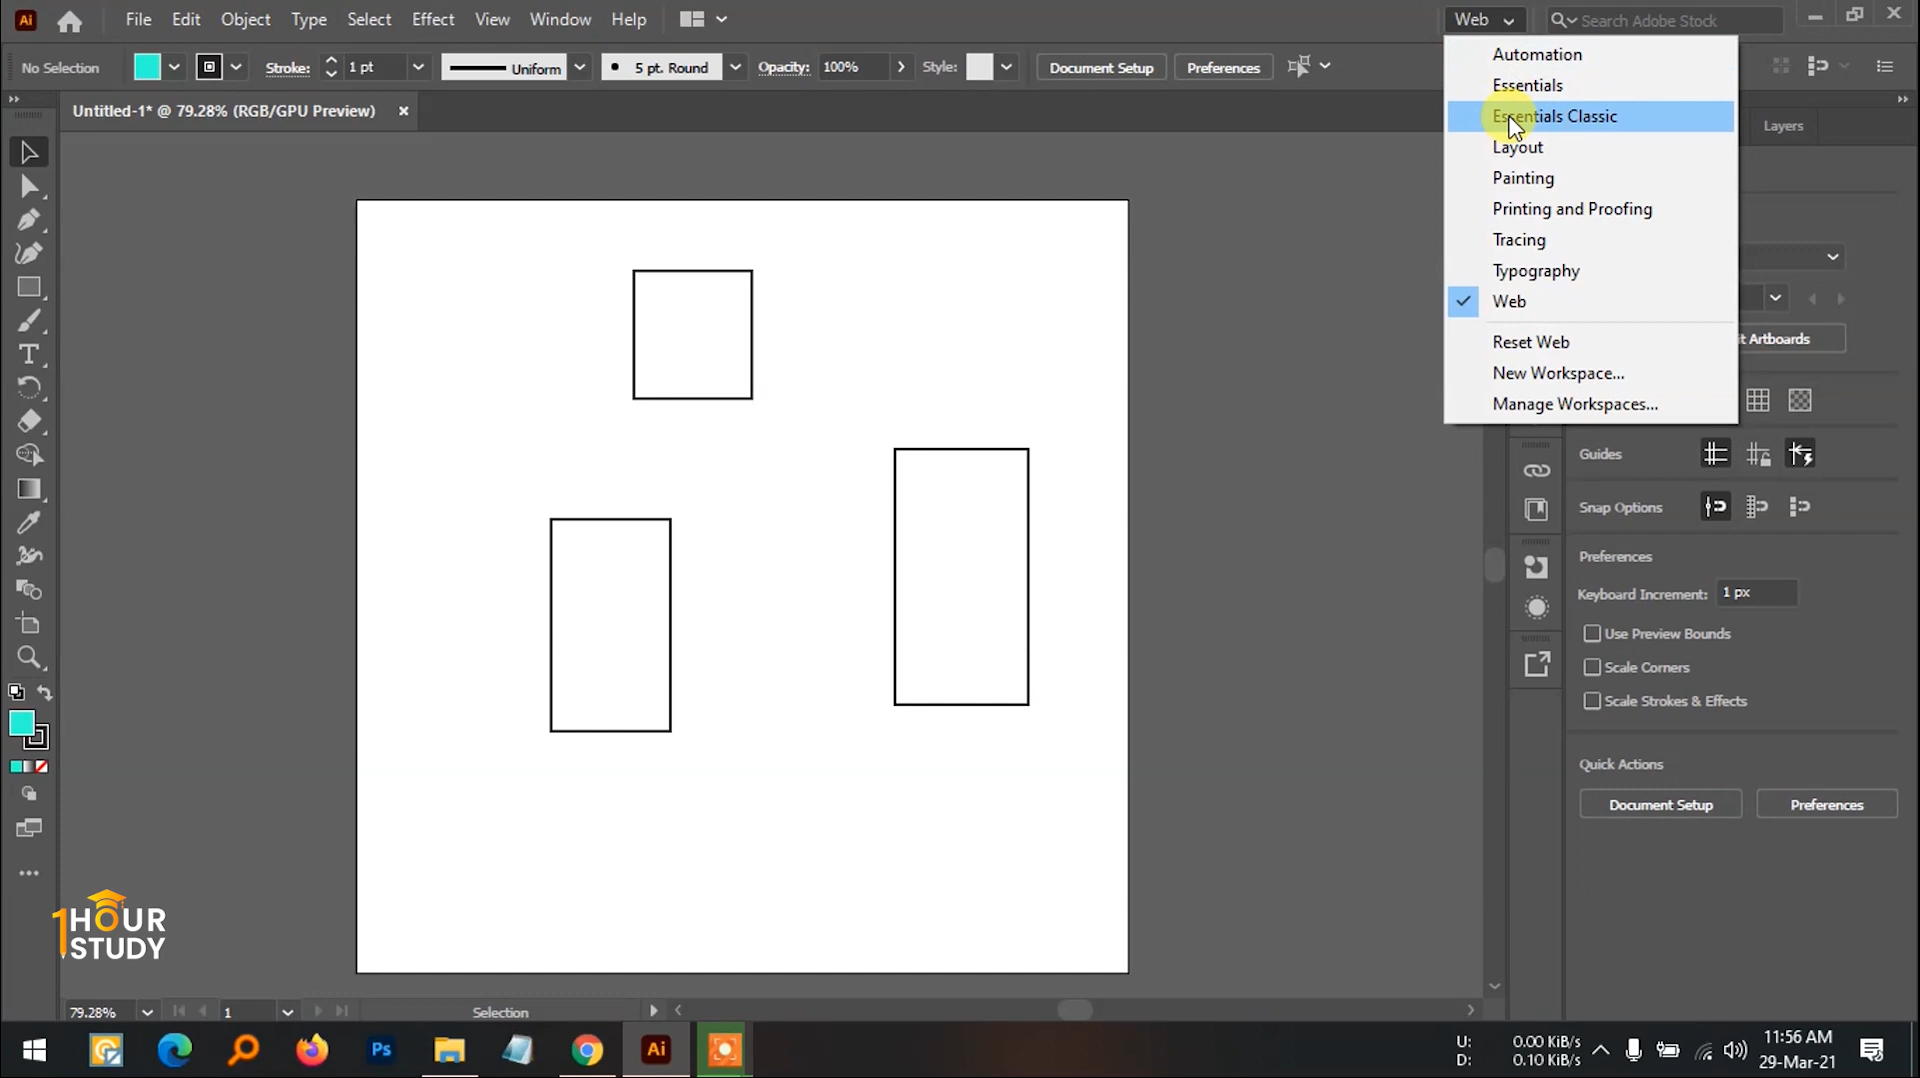 Ai File Edit Object Type Select Effect View Window Help Web Search Adobe Stock
No Selection Stroke: 1 pt Uniform 5 pt. Round Opacity: 100% Style: Document Setup Preferences
Untitled-1* @ 79.28% (RGB/GPU Preview)
Automation
Essentials
Essentials Classic
Layout
Painting
Printing and Proofing
Tracing
Typography
Web
Reset Web
New Workspace...
Manage Workspaces...
Layers
t Artboards
Guides
Snap Options
Preferences
Keyboard Increment: 1 px
Use Preview Bounds
Scale Corners
Scale Strokes & Effects
Quick Actions
Document Setup Preferences
1HOUR
STUDY
79.28% 1 Selection
Ps Ai
U: 0.00 KiB/s
D: 0.10 KiB/s
11:56 AM
29-Mar-21